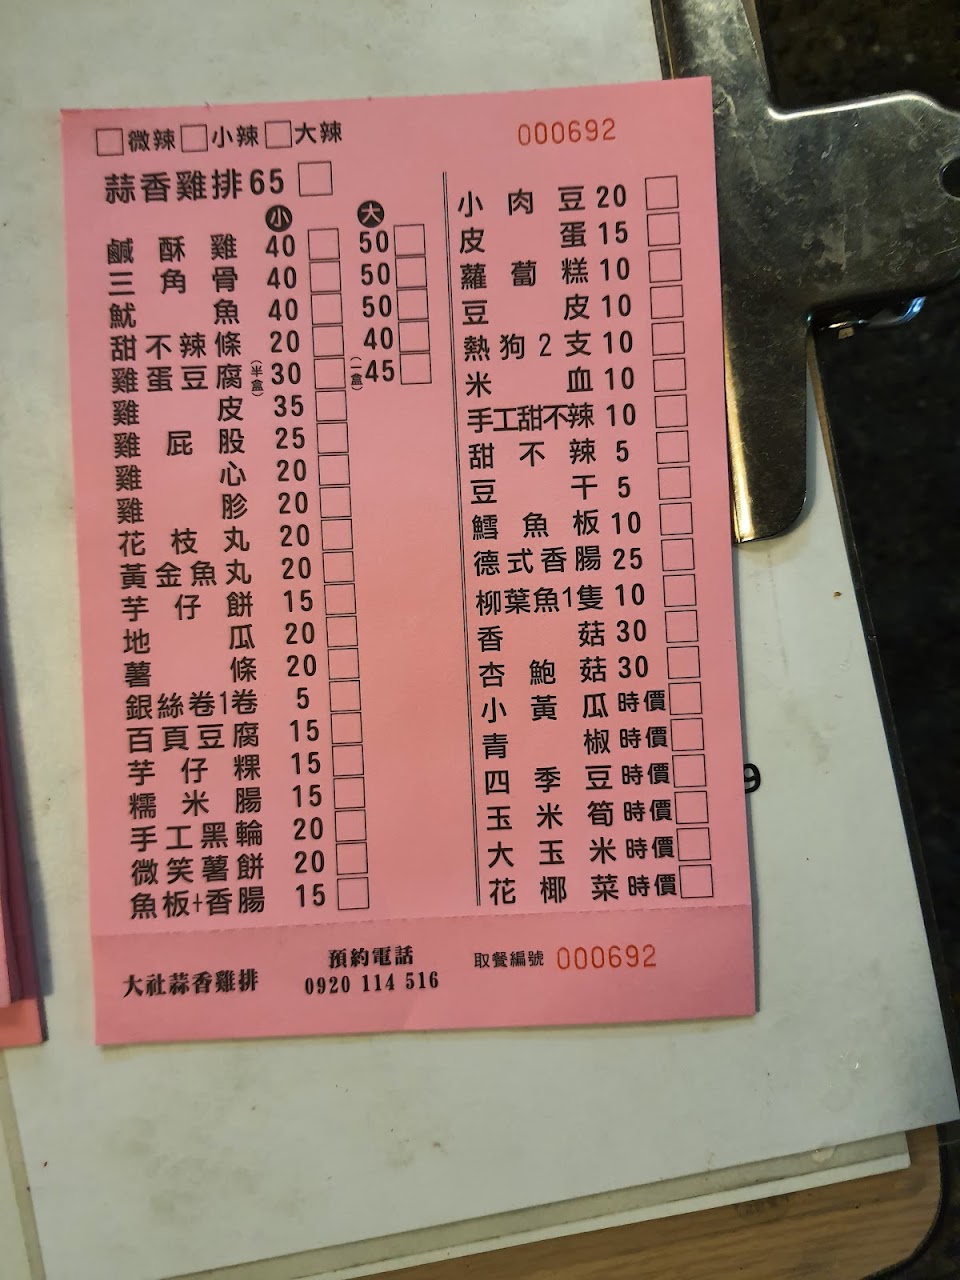 □微辣□小辣□大辣
000692
蒜香雞排65□
小 大
鹹酥雞 40□ 50□
三角骨 40□ 50□
魷魚 40□ 50□
甜不辣條 20□ 40□
雞蛋豆腐(半盒)30□ (一盒)45□
雞皮 35□
雞屁股 25□
雞心 20□
雞胗 20□
花枝丸 20□
黃金魚丸 20□
芋仔餅 15□
地瓜 20□
薯條 20□
銀絲卷1卷 5□
百頁豆腐 15□
芋仔粿 15□
糯米腸 15□
手工黑輪 20□
微笑薯餅 20□
魚板+香腸 15□
小肉豆 20□
皮蛋 15□
蘿蔔糕 10□
豆皮 10□
熱狗2支 10□
米血 10□
手工甜不辣 10□
甜不辣 5□
豆干 5□
鱈魚板 10□
德式香腸 25□
柳葉魚1隻 10□
香菇 30□
杏鮑菇 30□
小黃瓜 時價□
青椒 時價□
四季豆 時價□
玉米筍 時價□
大玉米 時價□
花椰菜 時價□
大社蒜香雞排
預約電話
0920 114 516
取餐編號 000692
9